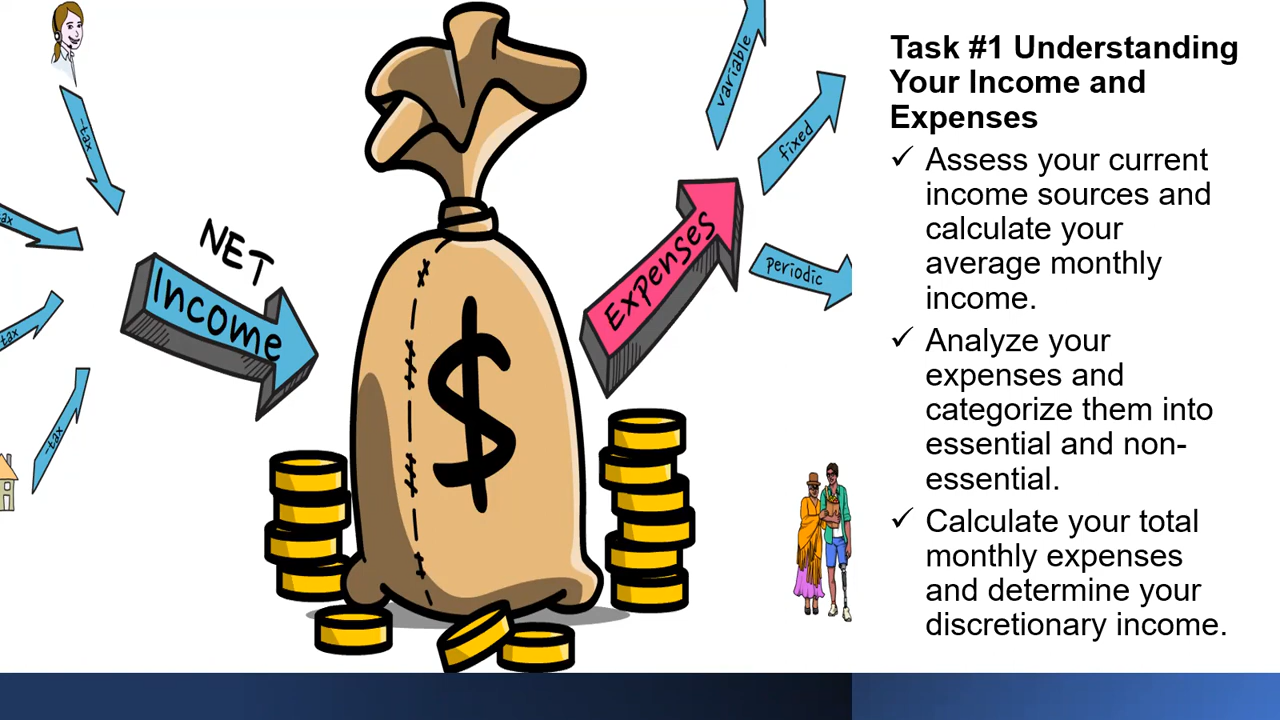 -tax
tax
tax
-tax
NET
Income
$
Expenses
variable
fixed
periodic
Task #1 Understanding
Your Income and
Expenses
✓ Assess your current
income sources and
calculate your
average monthly
income.
✓ Analyze your
expenses and
categorize them into
essential and non-
essential.
✓ Calculate your total
monthly expenses
and determine your
discretionary income.